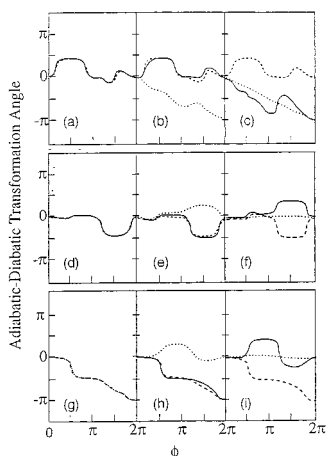 Adiabatic-Diabatic Transformation Angle
π
0
-π
(a) (b) (c)
π
0
-π
(d) (e) (f)
π
0
-π
(g) (h) (i)
0 π 2π π 2π π 2π
ϕ